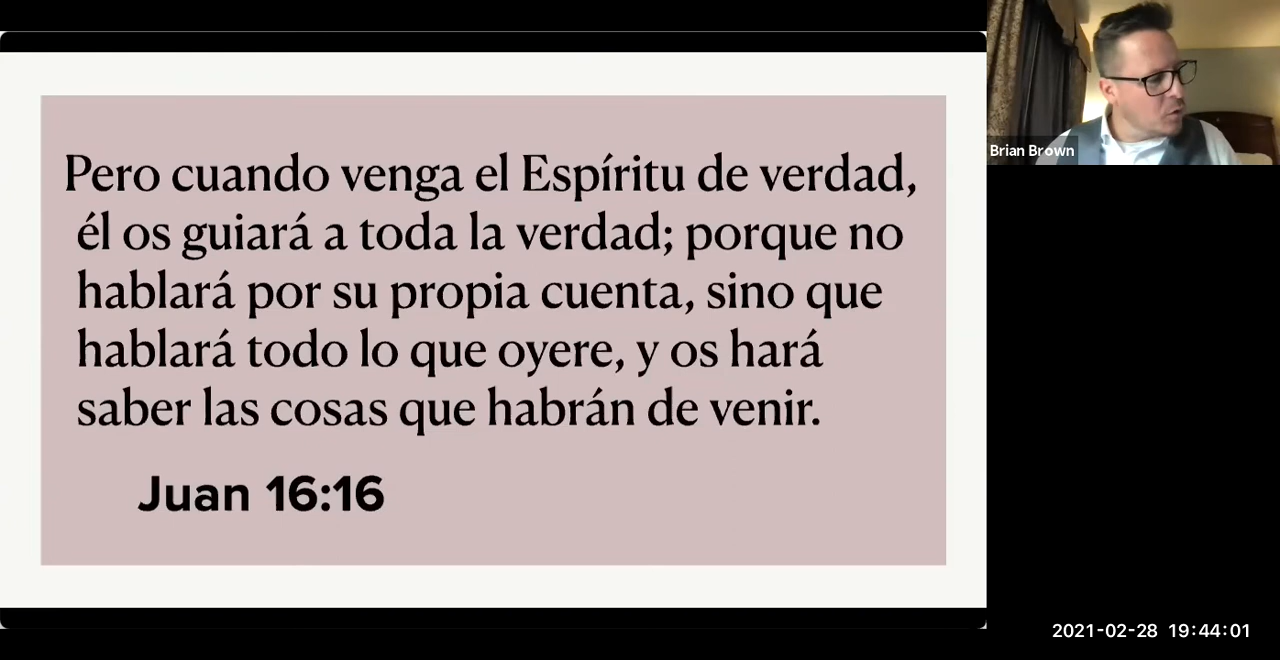 Pero cuando venga el Espíritu de verdad,
él os guiará a toda la verdad; porque no
hablará por su propia cuenta, sino que
hablará todo lo que oyere, y os hará
saber las cosas que habrán de venir.
Juan 16:16
Brian Brown
2021-02-28 19:44:01